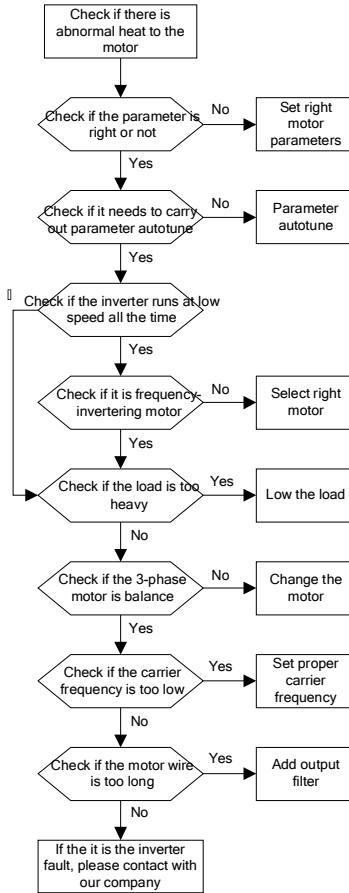 Check if there is
abnormal heat to the
motor
Check if the parameter is
right or not
No
Set right
motor
parameters
Yes
Check if it needs to carry
out parameter autotune
No
Parameter
autotune
Yes
Check if the inverter runs at low
speed all the time
Yes
Check if it is frequency-
invertering motor
No
Select right
motor
Yes
Check if the load is too
heavy
Yes
Low the load
No
Check if the 3-phase
motor is balance
No
Change the
motor
Yes
Check if the carrier
frequency is too low
Yes
Set proper
carrier
frequency
No
Check if the motor wire
is too long
Yes
Add output
filter
No
If the it is the inverter
fault, please contact with
our company